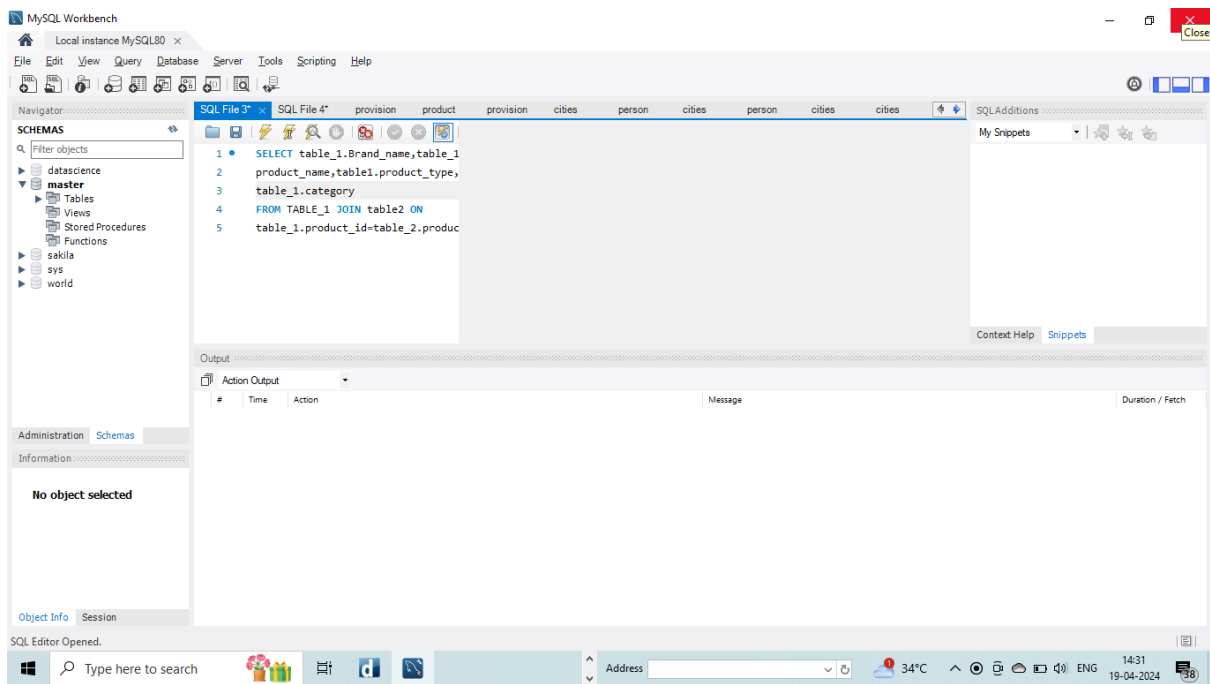 MySQL Workbench
Close
Local instance MySQL80
File Edit View Query Database Server Tools Scripting Help
Navigator
SQL File 3* SQL File 4* provision product provision cities person cities person cities cities
SQLAdditions
SCHEMAS
My Snippets
Filter objects
datascience
master
Tables
Views
Stored Procedures
Functions
sakila
sys
world
1 SELECT table_1.Brand_name,table_1
2 product_name,table1.product_type,
3 table_1.category
4 FROM TABLE_1 JOIN table2 ON
5 table_1.product_id=table_2.produc
Context Help Snippets
Output
Action Output
# Time Action Message Duration / Fetch
Administration Schemas
Information
No object selected
Object Info Session
SQL Editor Opened.
Type here to search
Address
1
34°C
ENG
14:31
19-04-2024
38